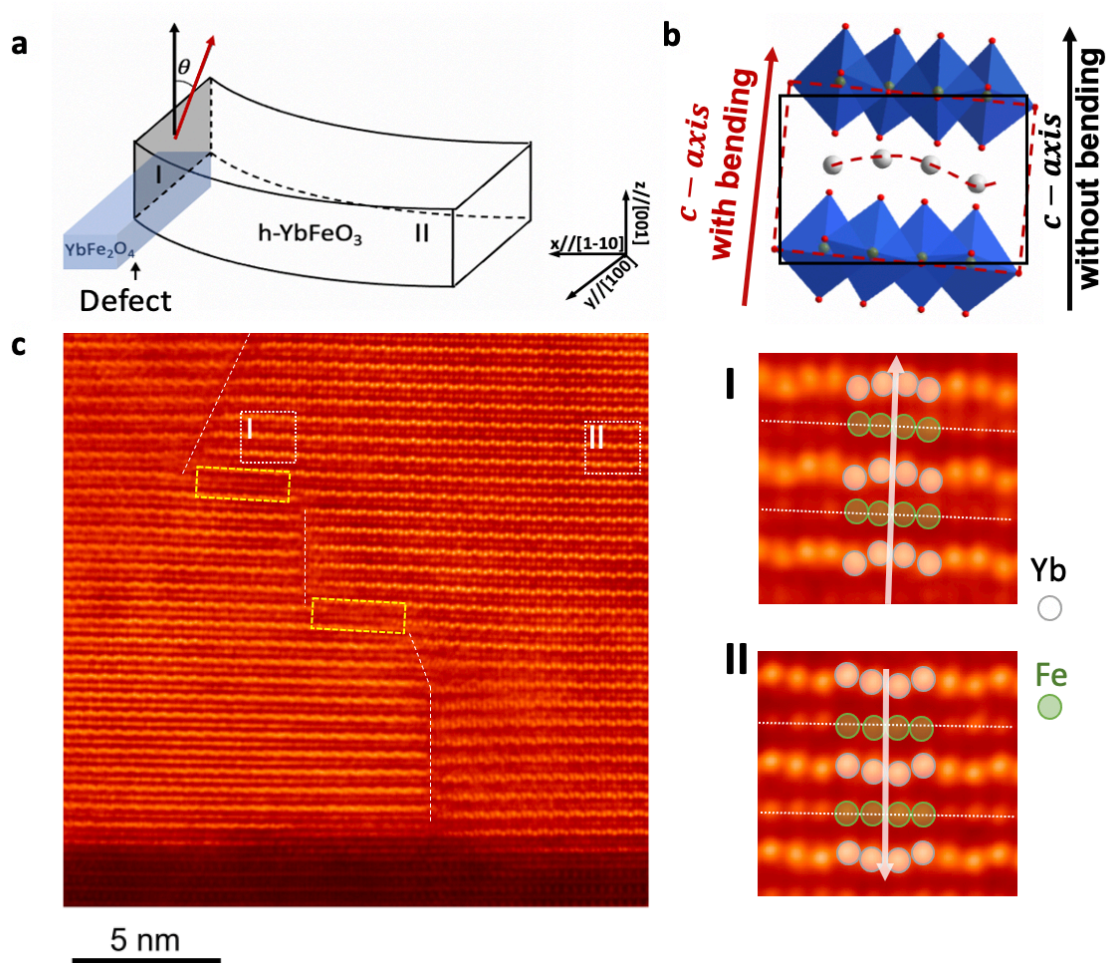 a
θ
I
YbFe₂O₄
h-YbFeO₃
II
Defect
x//[1-10]
y//[100]
[001]//z
b
c − axis
with bending
c − axis
without bending
c
I
II
5 nm
I
II
Yb
Fe